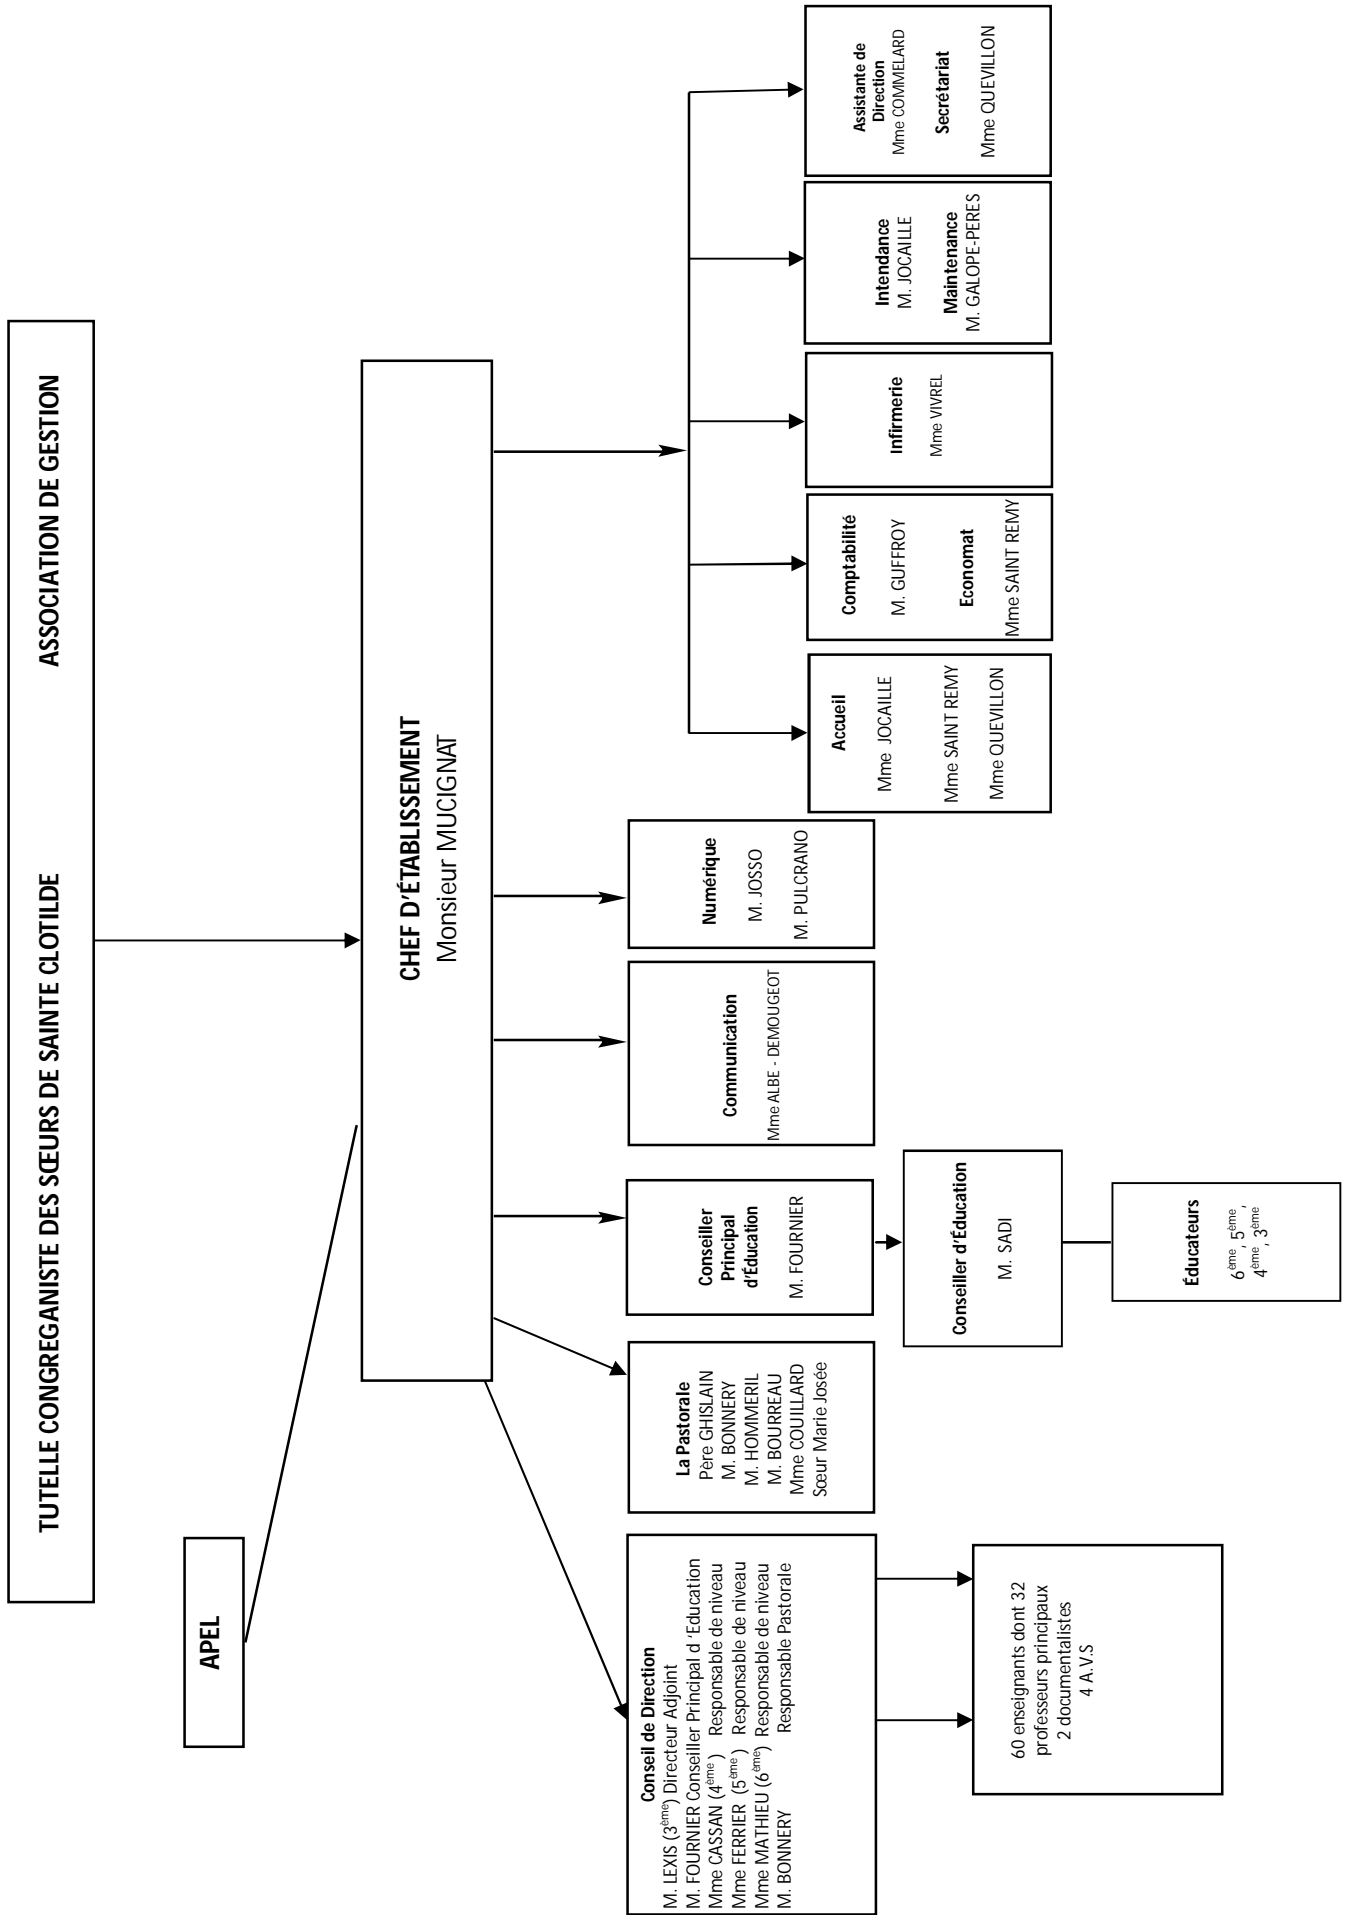 TUTELLE CONGREGANISTE DES SŒURS DE SAINTE CLOTILDE ASSOCIATION DE GESTION
APEL
CHEF D'ÉTABLISSEMENT
Monsieur MUCIGNAT
Conseil de Direction
M. LEXIS (3ème) Directeur Adjoint
M. FOURNIER Conseiller Principal d 'Education
Mme CASSAN (4ème ) Responsable de niveau
Mme FERRIER (5ème ) Responsable de niveau
Mme MATHIEU (6ème) Responsable de niveau
M. BONNERY Responsable Pastorale
La Pastorale
Père GHISLAIN
M. BONNERY
M. HOMMERIL
M. BOURREAU
Mme COUILLARD
Sœur Marie Josée
Conseiller
Principal
d'Éducation
M. FOURNIER
Communication
Mme ALBE - DEMOUGEOT
Numérique
M. JOSSO
M. PULCRANO
Accueil
Mme JOCAILLE
Mme SAINT REMY
Mme QUEVILLON
Comptabilité
M. GUFFROY
Economat
Mme SAINT REMY
Infirmerie
Mme VIVREL
Intendance
M. JOCAILLE
Maintenance
M. GALOPE-PERES
Assistante de
Direction
Mme COMMELARD
Secrétariat
Mme QUEVILLON
60 enseignants dont 32
professeurs principaux
2 documentalistes
4 A.V.S
Conseiller d'Éducation
M. SADI
Éducateurs
6ème, 5ème,
4ème, 3ème